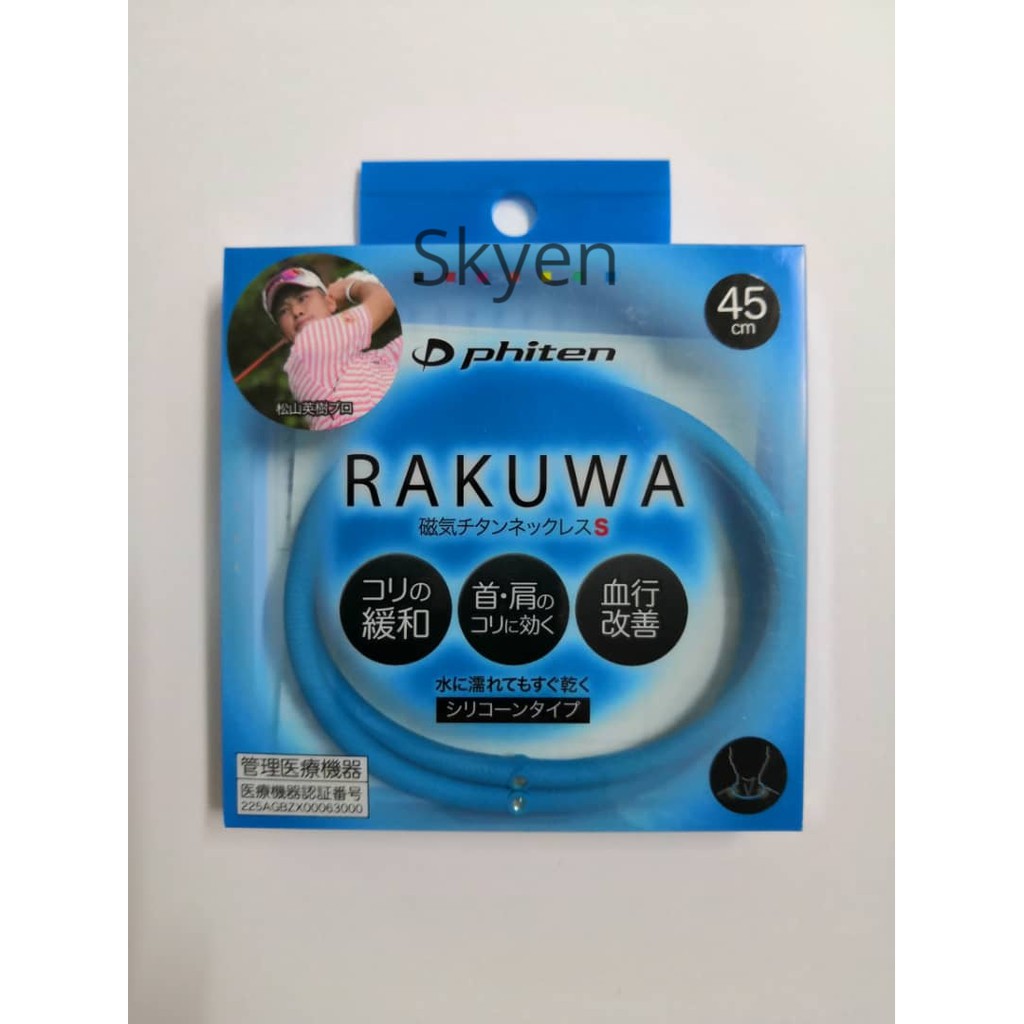 Skyen
45
cm
phiten
松山英樹プロ
RAKUWA
磁気チタンネックレスS
コリの
緩和
首・肩の
コリに効く
血行
改善
水に濡れてもすぐ乾く
シリコーンタイプ
管理医療機器
医療機器認証番号
225AGBZX00063000